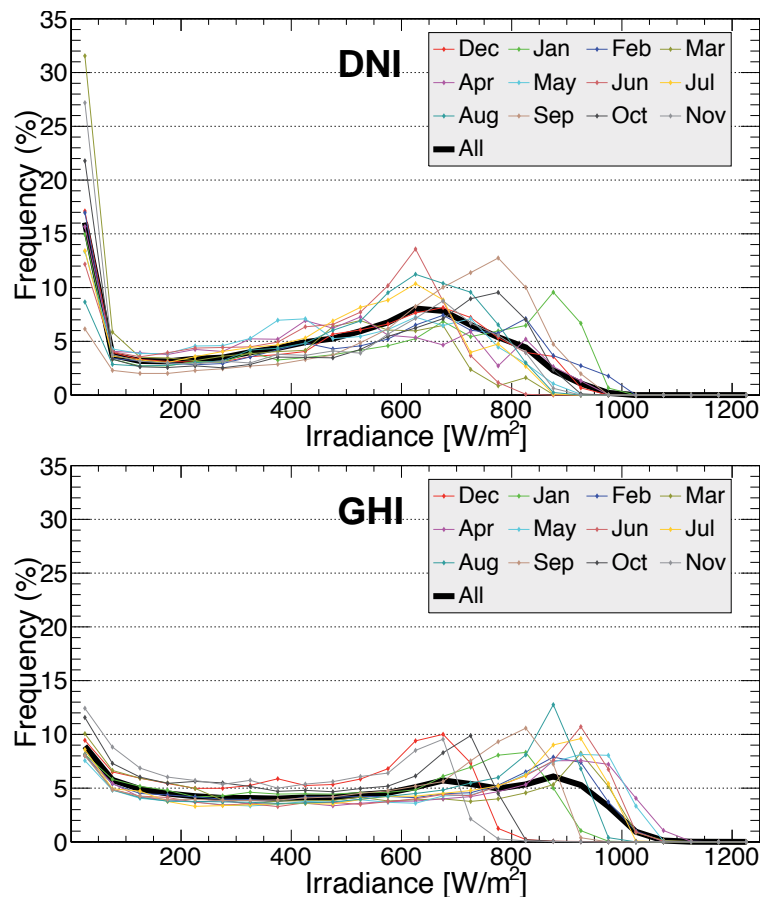 35
DNI
Dec Jan Feb Mar
30
Apr May Jun Jul
25
Aug Sep Oct Nov
All
20
15
10
5
0
Frequency (%)
200 400 600 800 1000 1200
Irradiance [W/m²]
35
GHI
Dec Jan Feb Mar
30
Apr May Jun Jul
25
Aug Sep Oct Nov
All
20
15
10
5
0
Frequency (%)
200 400 600 800 1000 1200
Irradiance [W/m²]